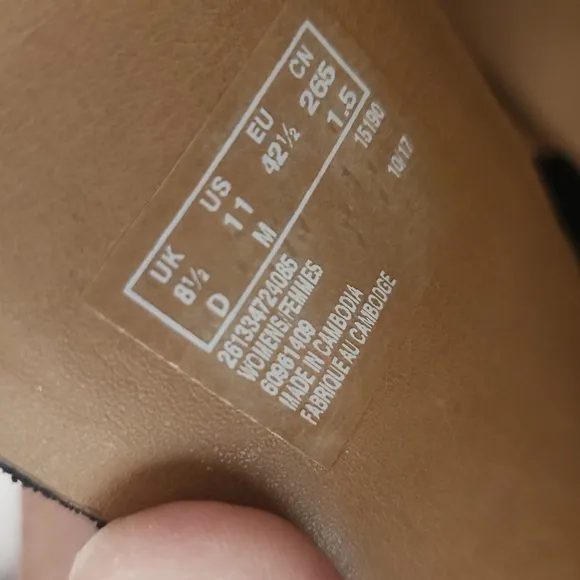 UK US EU CN
8½ 11 42½ 265
D M 1.5
261334724085 15190
WOMENS/FEMMES 10/17
60961409
MADE IN CAMBODIA
FABRIQUE AU CAMBODGE